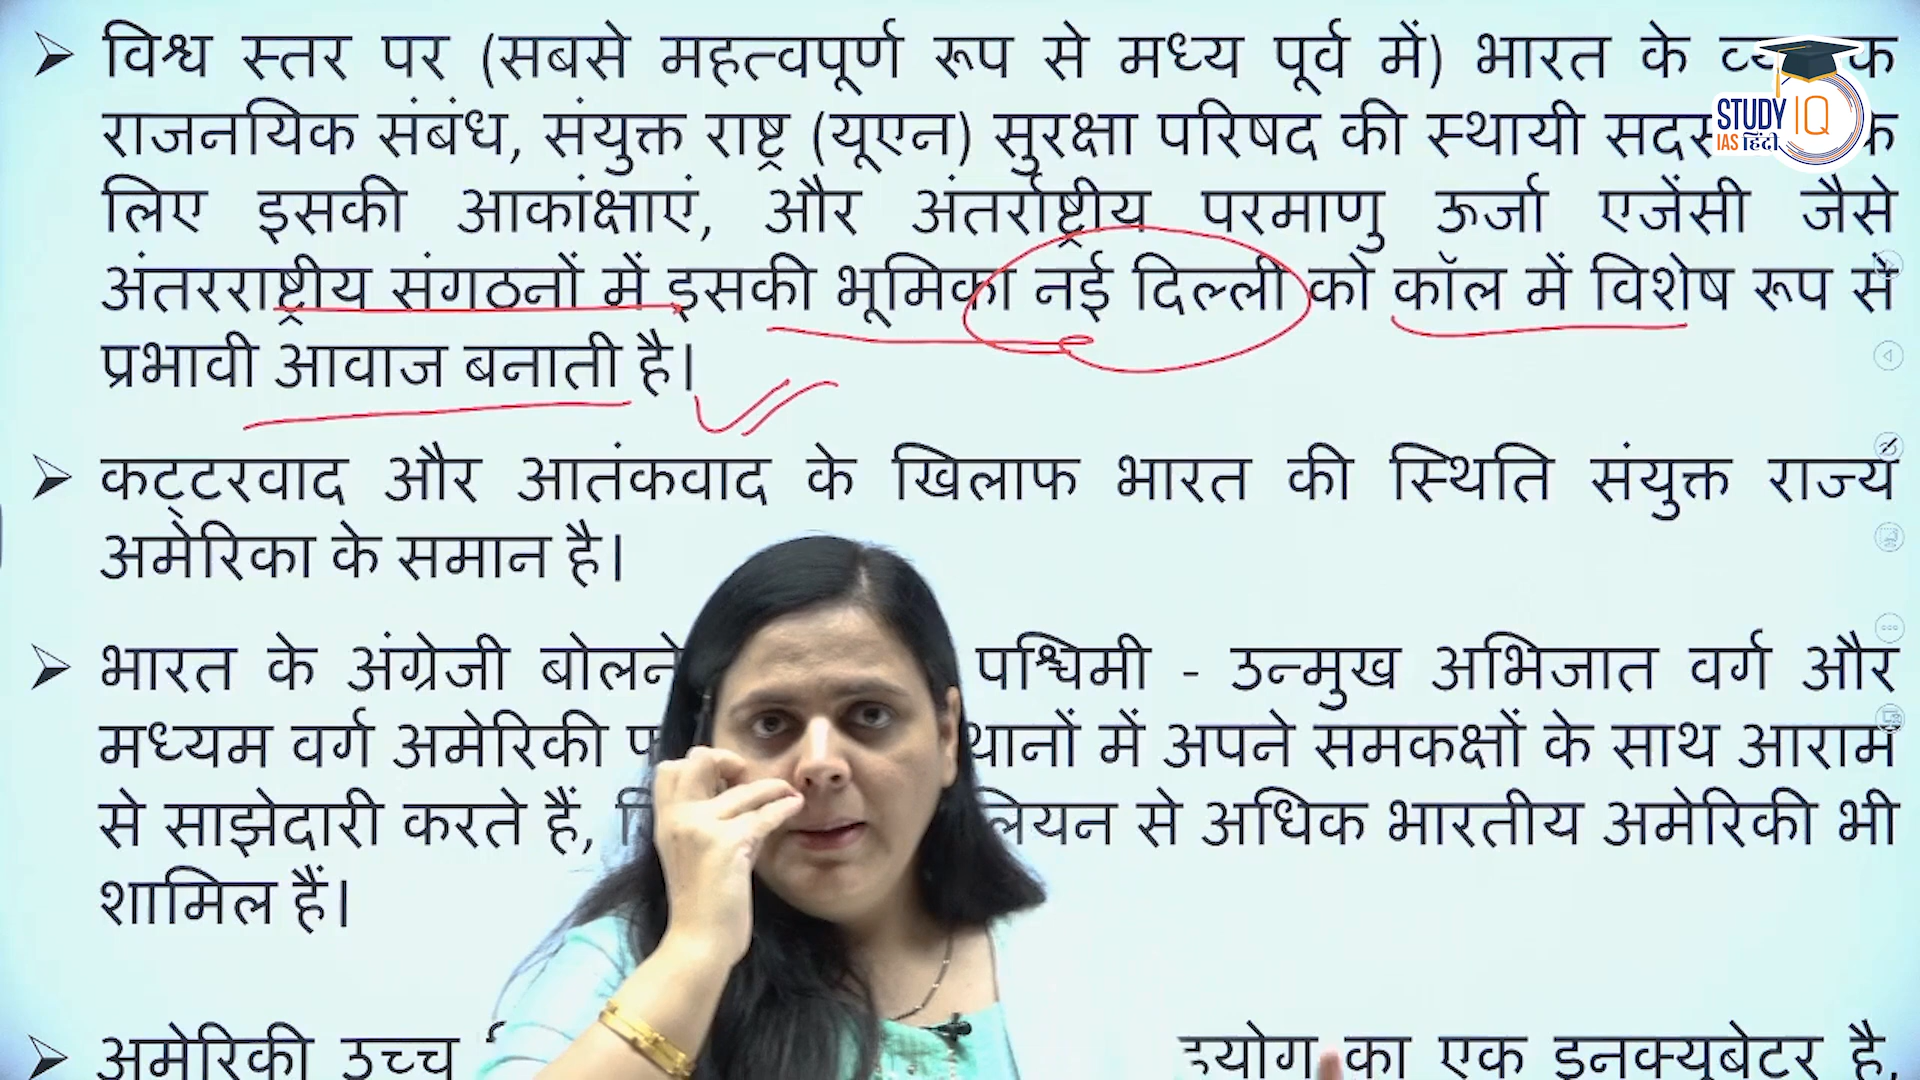 विश्व स्तर पर (सबसे महत्वपूर्ण रूप से मध्य पूर्व में) भारत के
राजनयिक संबंध, संयुक्त राष्ट्र (यूएन) सुरक्षा परिषद की स्थायी
लिए इसकी आकांक्षाएं, और अंतर्राष्ट्रीय परमाणु ऊर्जा एजेंसी जैसे
अंतरराष्ट्रीय संगठनों में इसकी भूमिका नई दिल्ली को कॉल में विशेष रूप से
प्रभावी आवाज बनाती है।
कट्टरवाद और आतंकवाद के खिलाफ भारत की स्थिति संयुक्त राज्य
अमेरिका के समान है।
भारत के अंग्रेजी बोलने पश्चिमी - उन्मुख अभिजात वर्ग और
मध्यम वर्ग अमेरिकी में अपने समकक्षों के साथ आराम
से साझेदारी करते हैं, से अधिक भारतीय अमेरिकी भी
शामिल हैं।
अमेरिकी उच्च का एक इनक्यूबेटर है,
STUDY IQ
IAS हिंदी